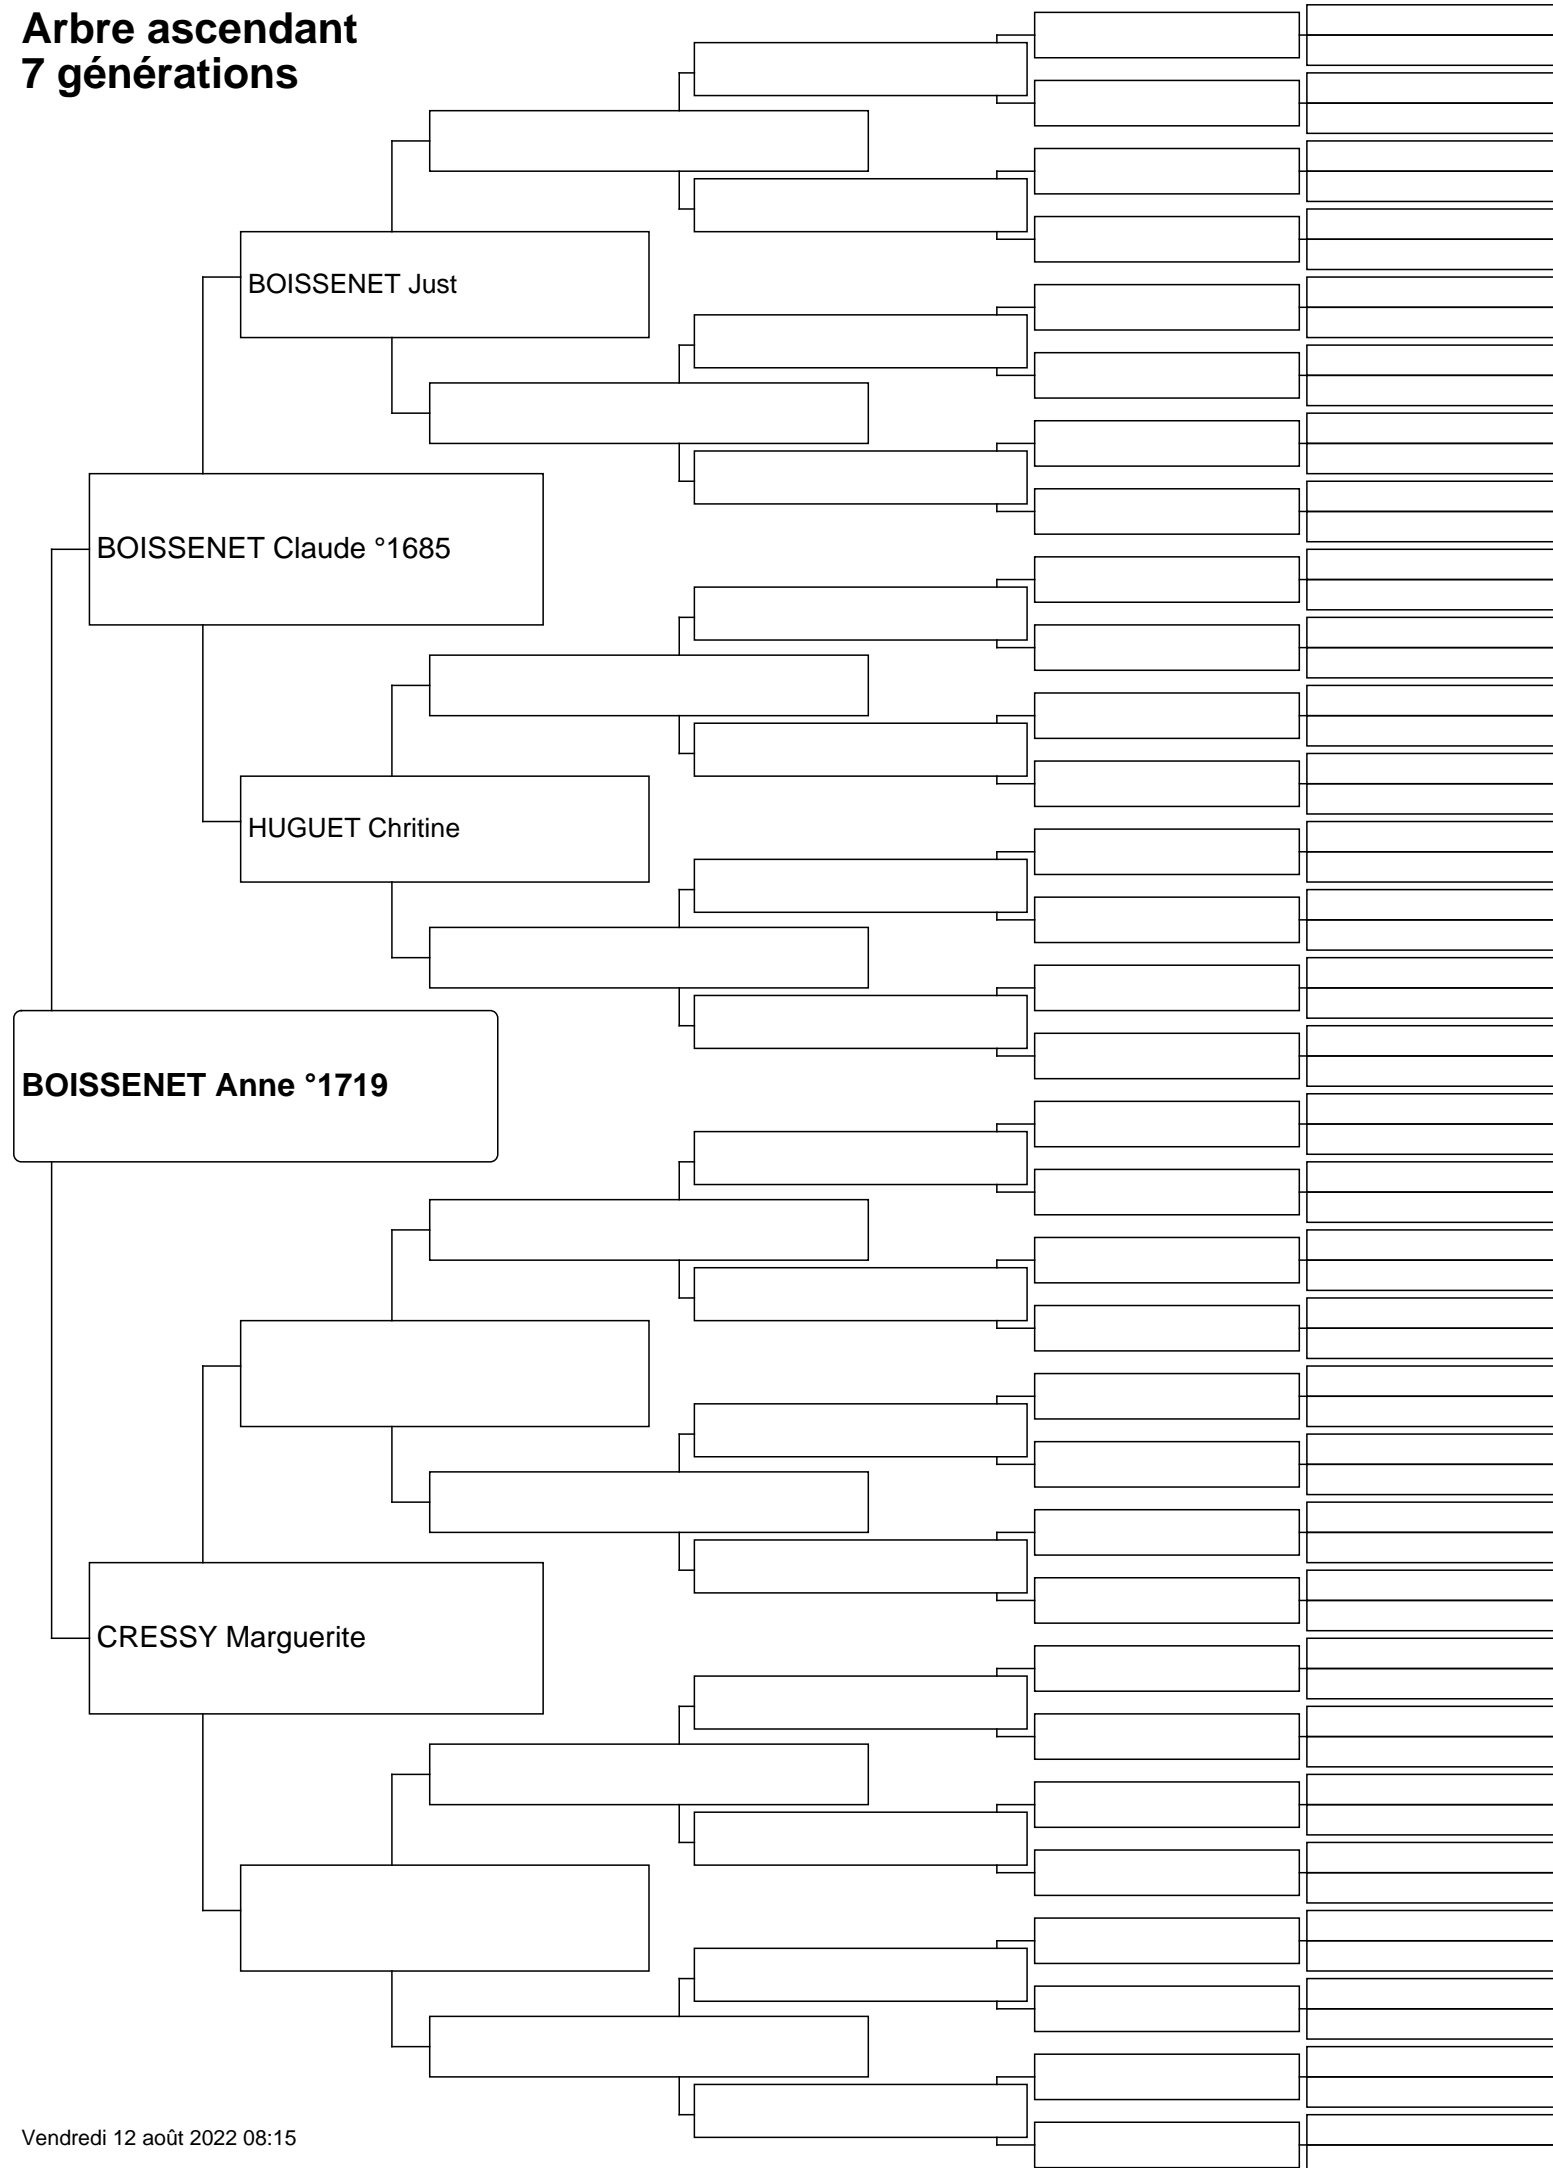 Arbre ascendant
7 générations
BOISSENET Just
BOISSENET Claude °1685
HUGUET Chritine
BOISSENET Anne °1719
CRESSY Marguerite
Vendredi 12 août 2022 08:15